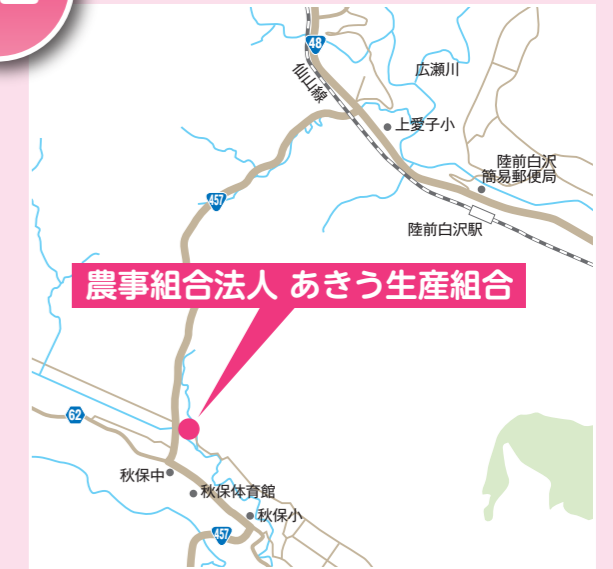 48
広瀬川
仙山線
上愛子小
陸前白沢
簡易郵便局
457
陸前白沢駅
農事組合法人 あきう生産組合
62
秋保中
秋保体育館
秋保小
457